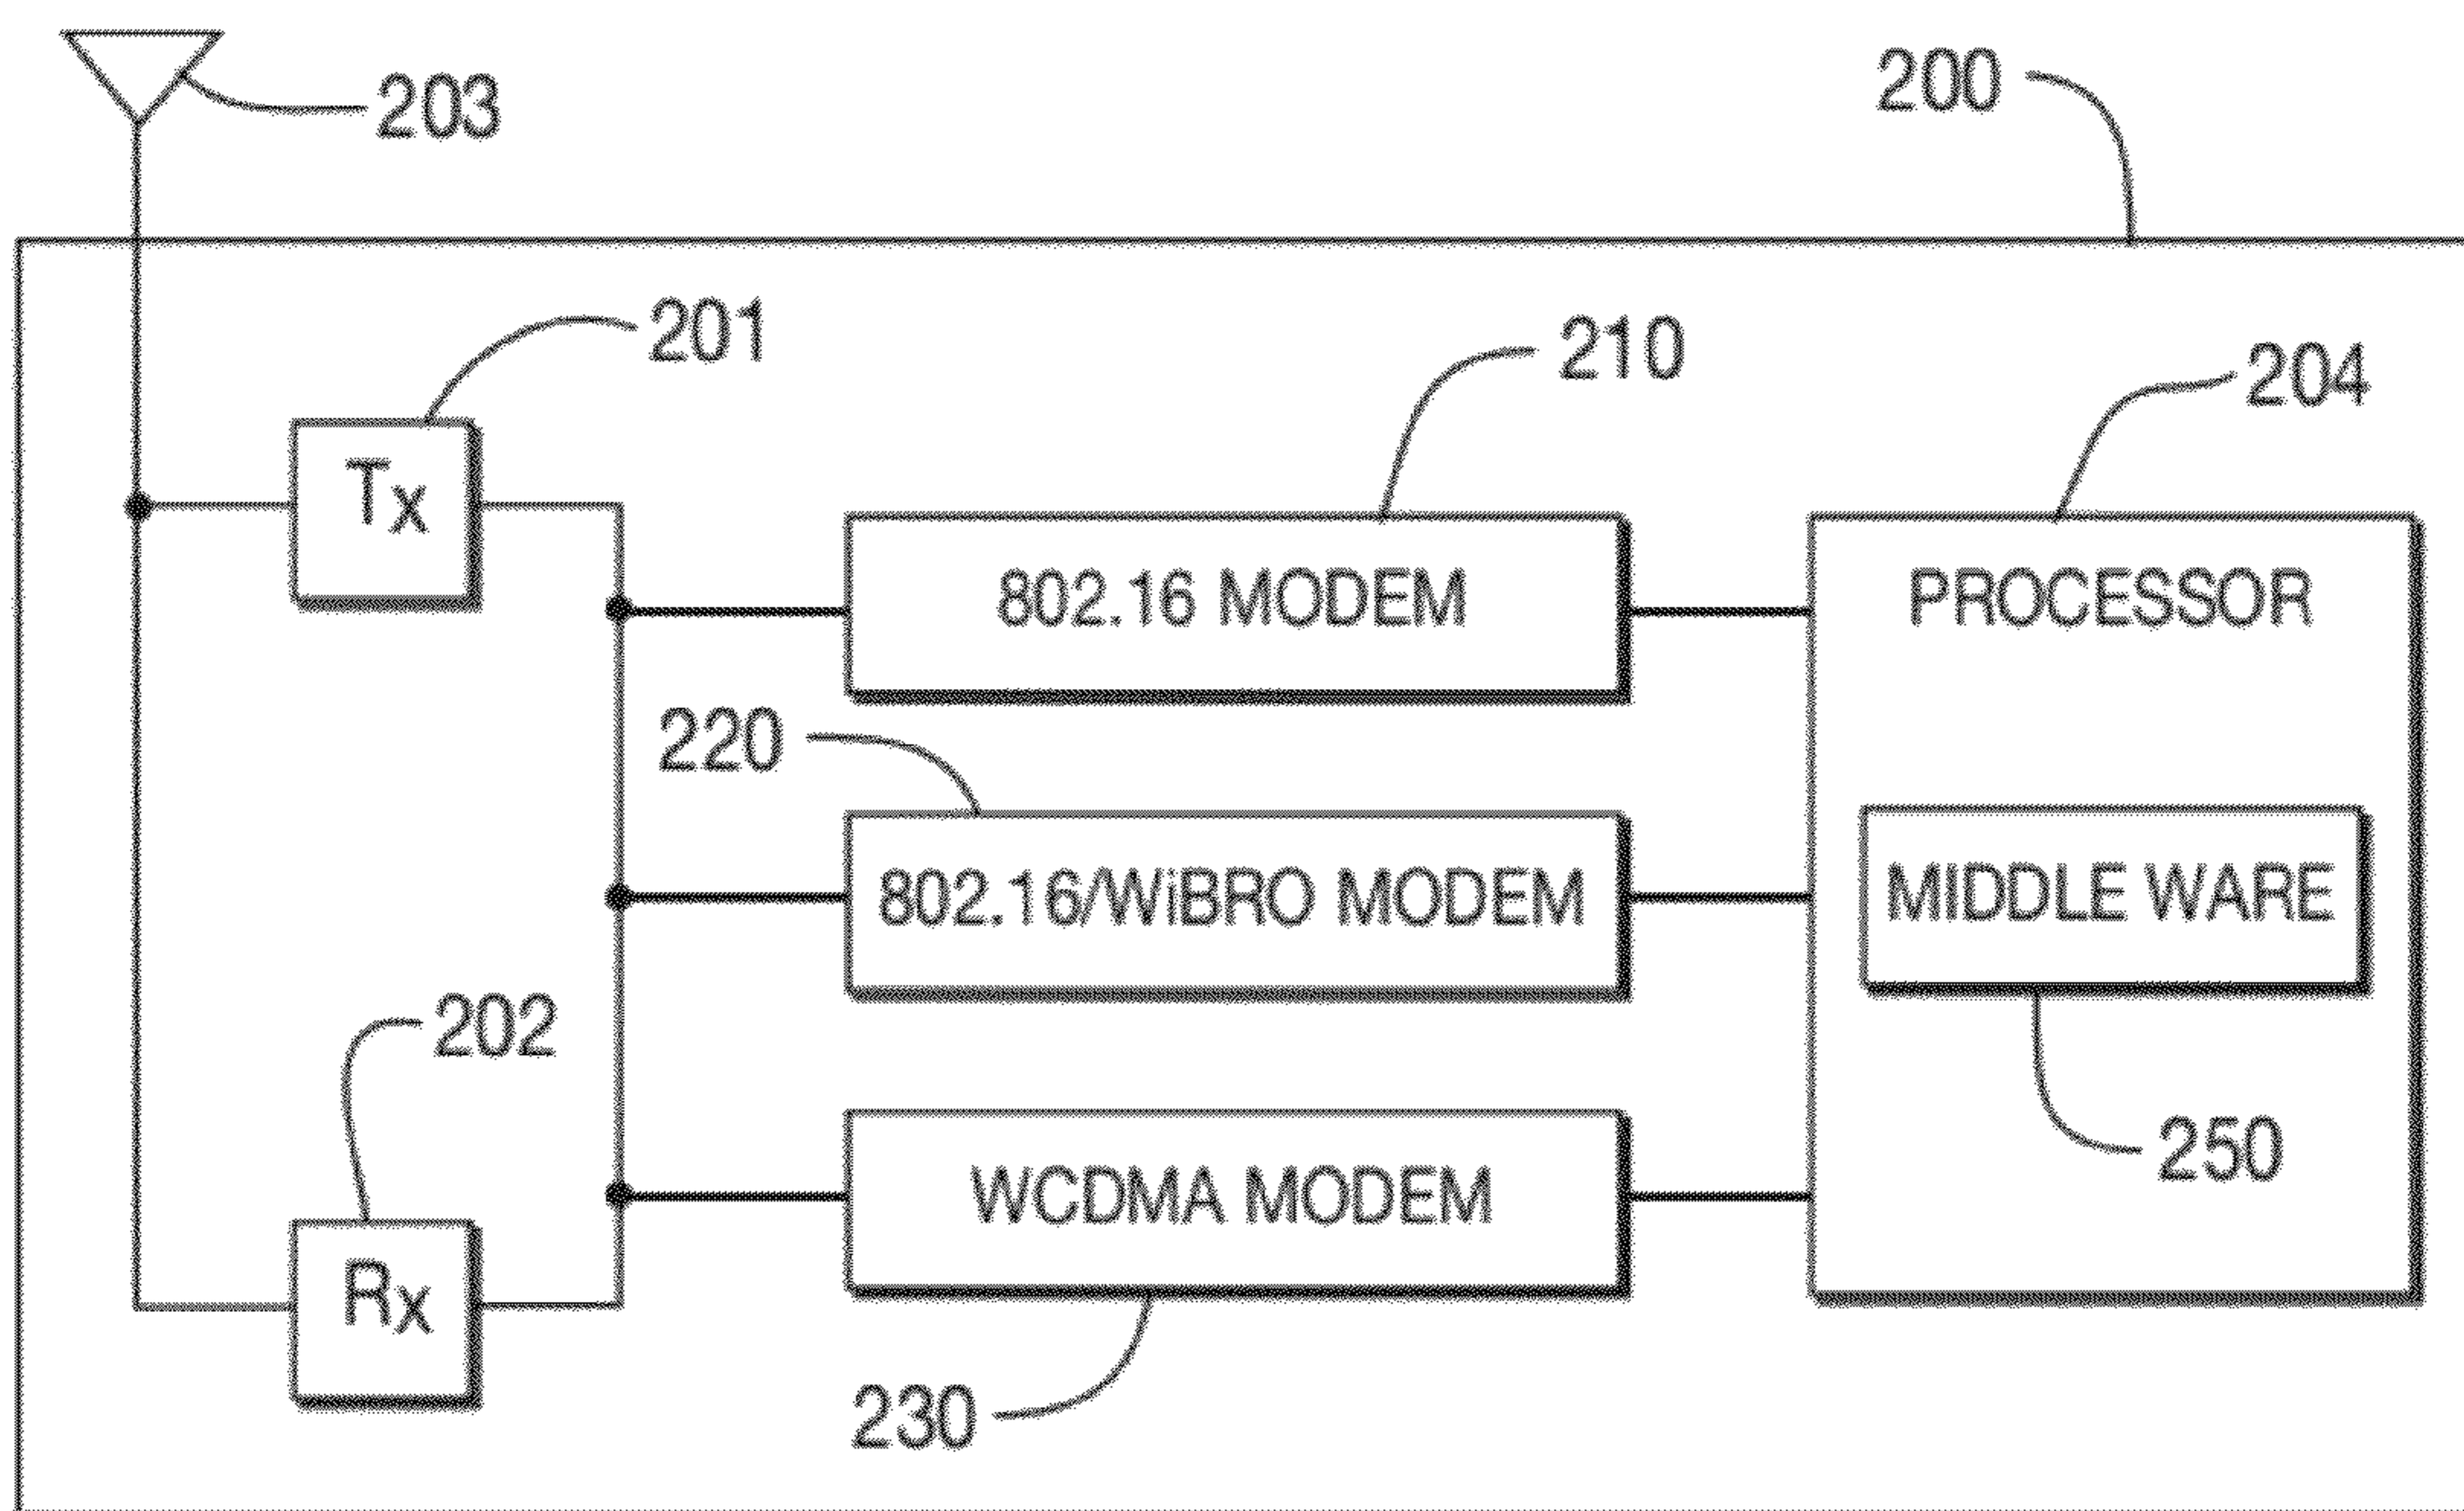 200
203
201
210
204
Tx
802.16 MODEM
PROCESSOR
220
802.16/WiBRO MODEM
MIDDLE WARE
202
250
WCDMA MODEM
Rx
230